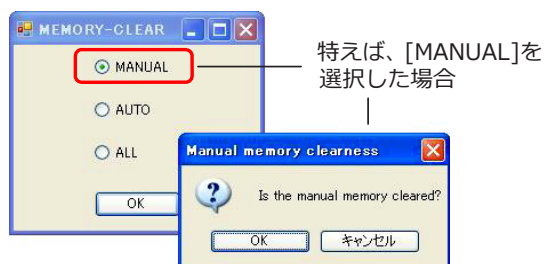 MEMORY-CLEAR
MANUAL
AUTO
ALL
OK
特えば、[MANUAL]を
選択した場合
Manual memory clearness
Is the manual memory cleared?
OK
キャンセル